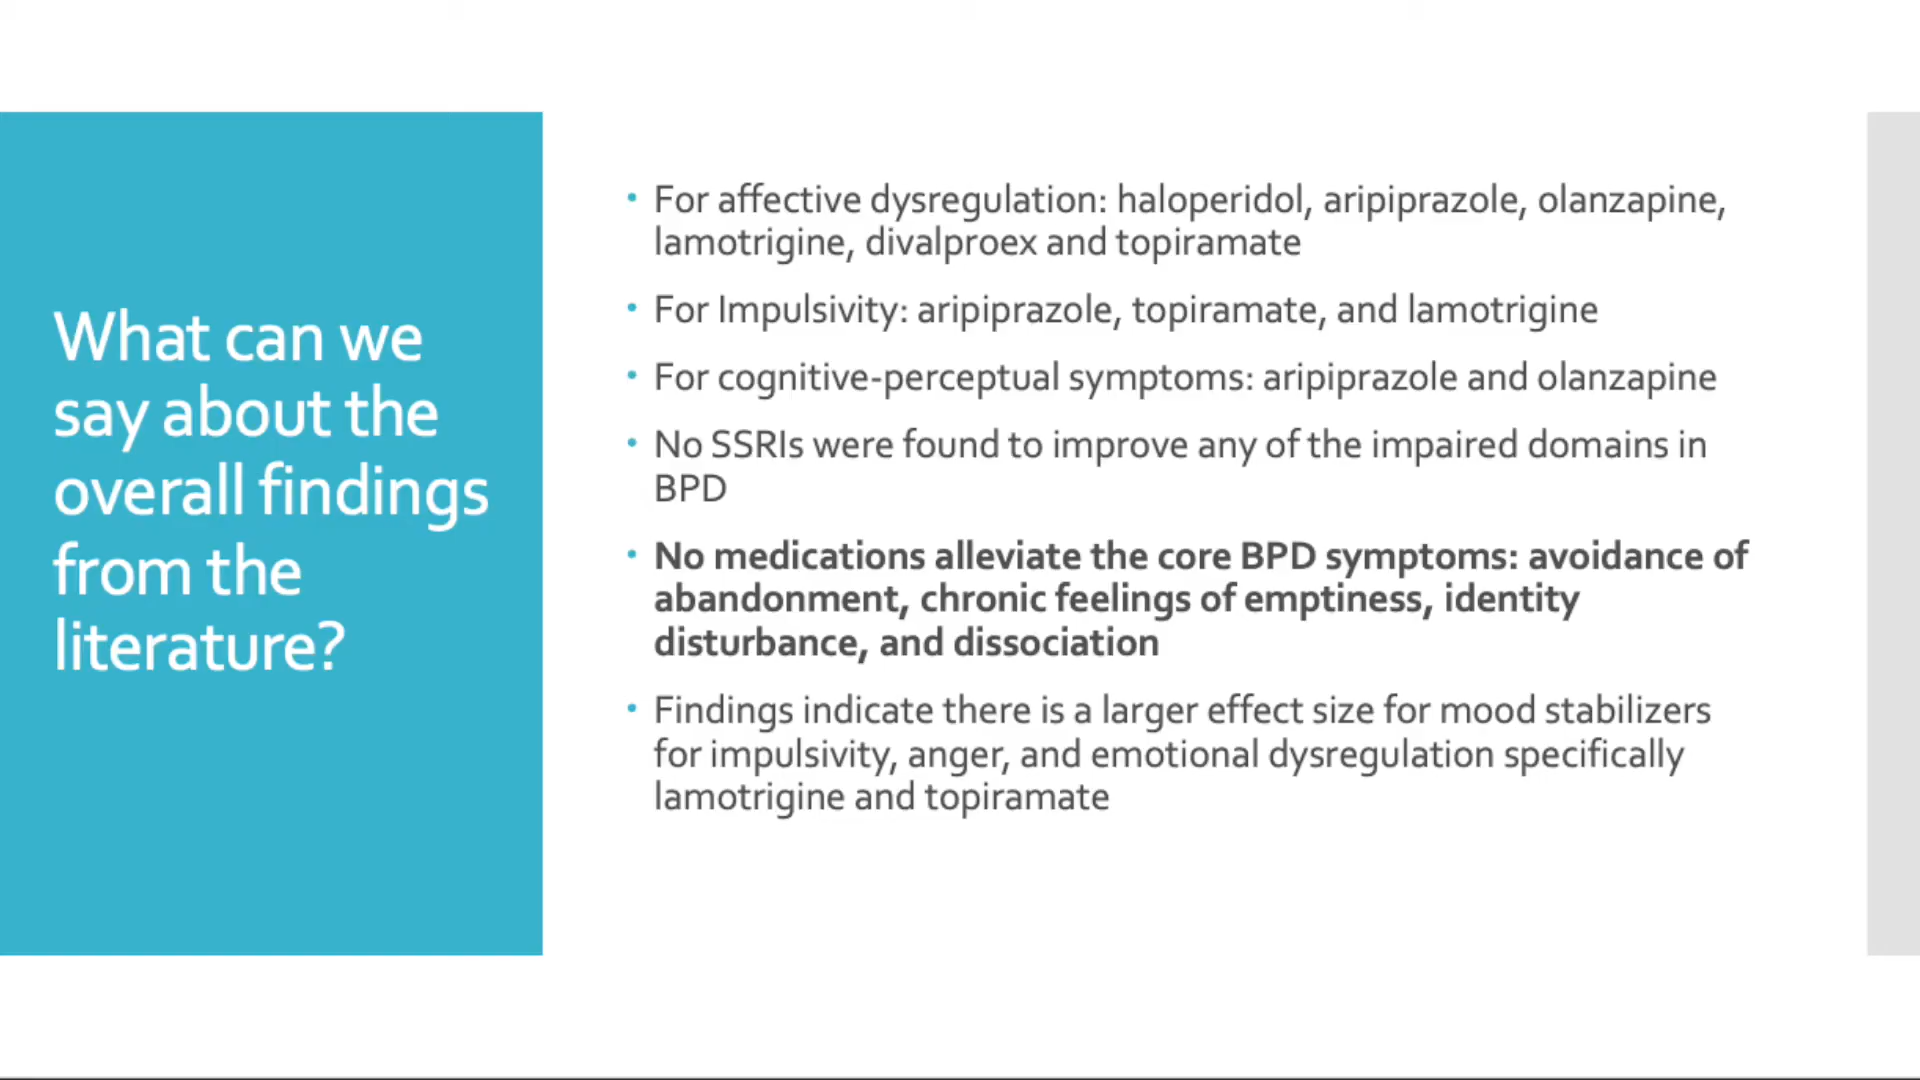 What can we
say about the
overall findings
from the
literature?
• For affective dysregulation: haloperidol, aripiprazole, olanzapine,
lamotrigine, divalproex and topiramate
• For Impulsivity: aripiprazole, topiramate, and lamotrigine
• For cognitive-perceptual symptoms: aripiprazole and olanzapine
• No SSRIs were found to improve any of the impaired domains in
BPD
• No medications alleviate the core BPD symptoms: avoidance of
abandonment, chronic feelings of emptiness, identity
disturbance, and dissociation
• Findings indicate there is a larger effect size for mood stabilizers
for impulsivity, anger, and emotional dysregulation specifically
lamotrigine and topiramate